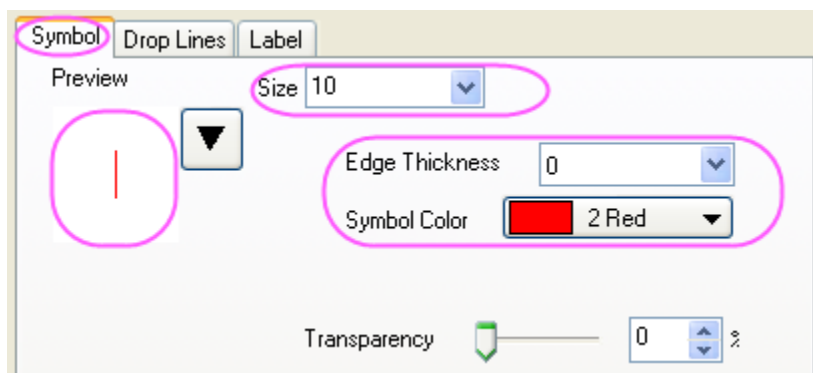 Symbol Drop Lines Label
Preview
Size 10
Edge Thickness 0
Symbol Color 2 Red
Transparency 0 %